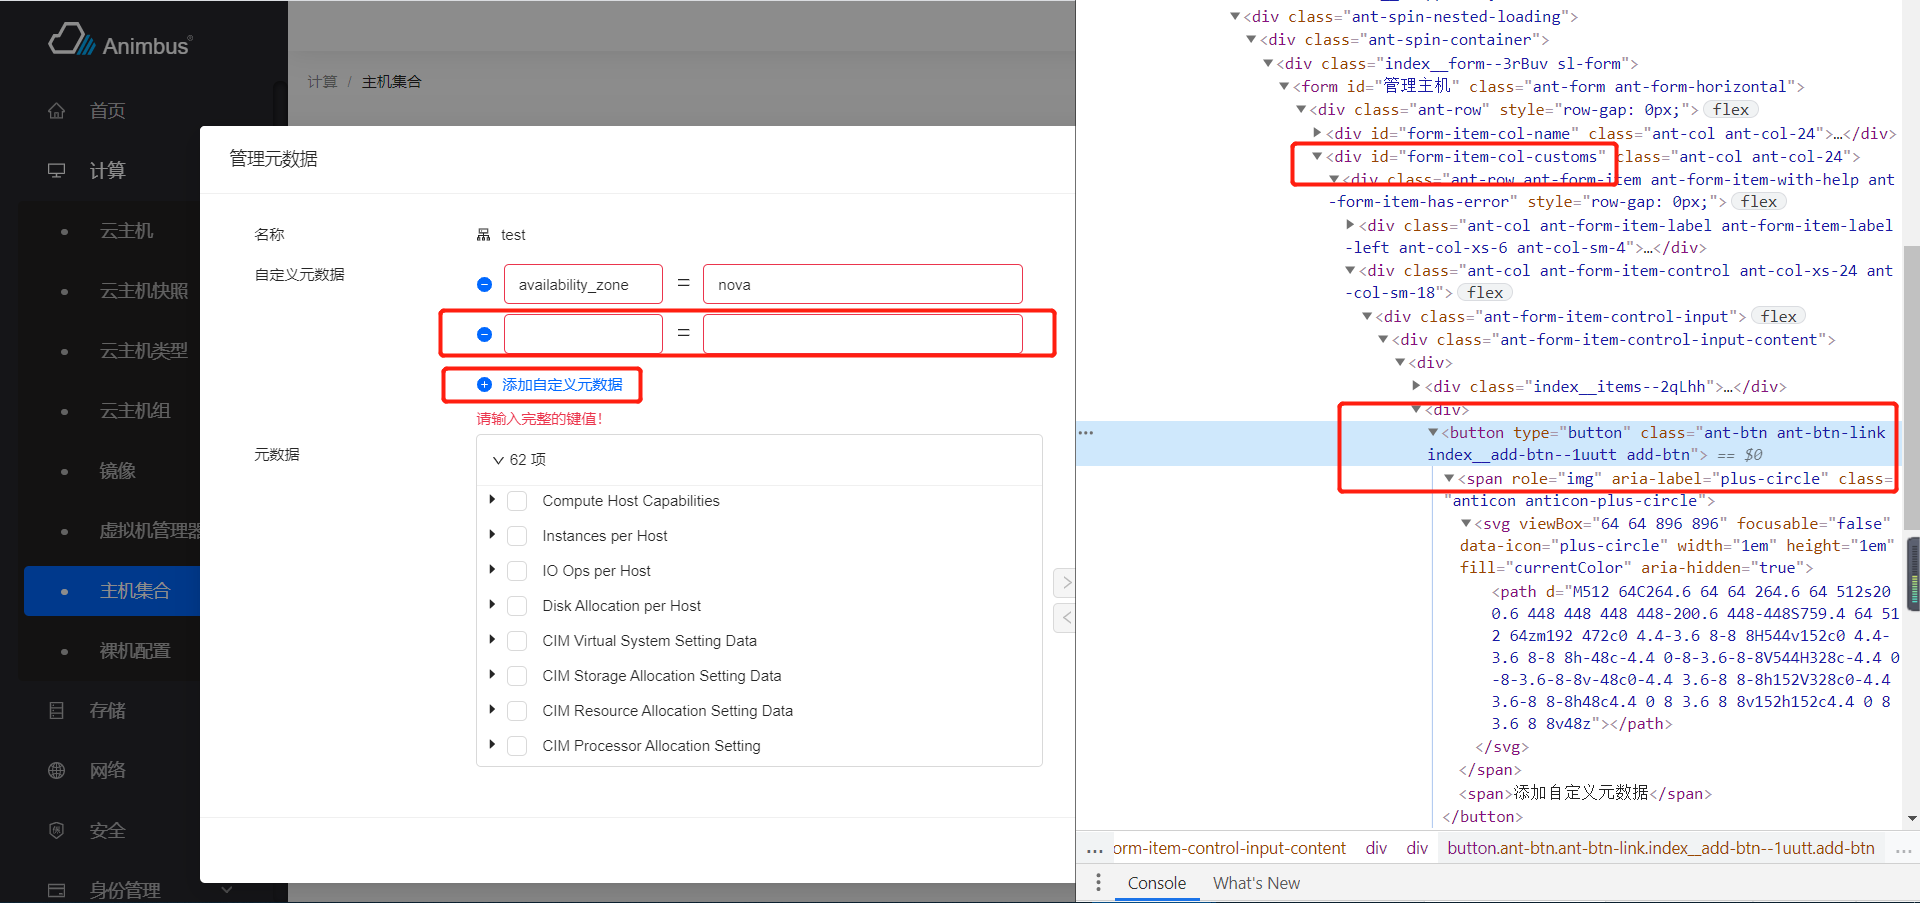 Animbus®
首页
计算
云主机
云主机快照
云主机类型
云主机组
镜像
虚拟机管理器
主机集合
裸机配置
存储
网络
安全
身份管理
计算 / 主机集合
管理元数据
名称
test
自定义元数据
availability_zone = nova
=
添加自定义元数据
请输入完整的键值!
元数据
62 项
Compute Host Capabilities
Instances per Host
IO Ops per Host
Disk Allocation per Host
CIM Virtual System Setting Data
CIM Storage Allocation Setting Data
CIM Resource Allocation Setting Data
CIM Processor Allocation Setting
<div class="ant-spin-nested-loading">
<div class="ant-spin-container">
<div class="index__form--3rBuv sl-form">
<form id="管理主机" class="ant-form ant-form-horizontal">
<div class="ant-row" style="row-gap: 0px;"> flex
<div id="form-item-col-name" class="ant-col ant-col-24">…</div>
<div id="form-item-col-customs" class="ant-col ant-col-24">
<div class="ant-row ant-form-item ant-form-item-with-help ant
-form-item-has-error" style="row-gap: 0px;"> flex
<div class="ant-col ant-form-item-label ant-form-item-label
-left ant-col-xs-6 ant-col-sm-4">…</div>
<div class="ant-col ant-form-item-control ant-col-xs-24 ant
-col-sm-18"> flex
<div class="ant-form-item-control-input"> flex
<div class="ant-form-item-control-input-content">
<div>
<div class="index__items--2qLhh">…</div>
<div>
<button type="button" class="ant-btn ant-btn-link
index__add-btn--1uutt add-btn"> == $0
<span role="img" aria-label="plus-circle" class=
"anticon anticon-plus-circle">
<svg viewBox="64 64 896 896" focusable="false"
data-icon="plus-circle" width="1em" height="1em"
fill="currentColor" aria-hidden="true">
<path d="M512 64C264.6 64 64 264.6 64 512s20
0.6 448 448 448 448-200.6 448-448S759.4 64 51
2 64zm192 472c0 4.4-3.6 8-8 8H544v152c0 4.4-
3.6 8-8 8h-48c-4.4 0-8-3.6-8-8V544H328c-4.4 0
-8-3.6-8-8v-48c0-4.4 3.6-8 8-8h152V328c0-4.4
3.6-8 8-8h48c4.4 0 8 3.6 8 8v152h152c4.4 0 8
3.6 8 8v48z"></path>
</svg>
</span>
<span>添加自定义元数据</span>
</button>
… orm-item-control-input-content div div button.ant-btn.ant-btn-link.index__add-btn--1uutt.add-btn …
Console What's New